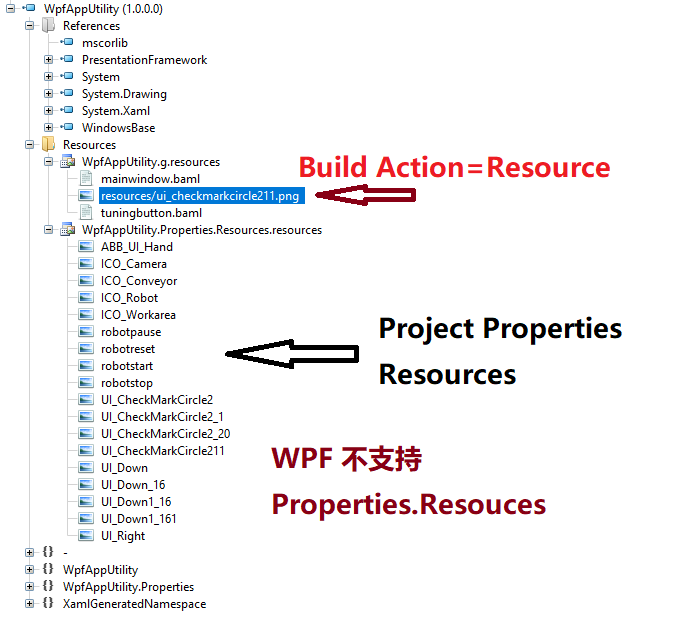 WpfAppUtility (1.0.0.0)
References
mscorlib
PresentationFramework
System
System.Drawing
System.Xaml
WindowsBase
Resources
WpfAppUtility.g.resources
Build Action=Resource
mainwindow.baml
resources/ui_checkmarkcircle211.png
tuningbutton.baml
WpfAppUtility.Properties.Resources.resources
ABB_UI_Hand
ICO_Camera
ICO_Conveyor
ICO_Robot
ICO_Workarea
robotpause
robotreset
robotstart
robotstop
Project Properties
Resources
UI_CheckMarkCircle2
UI_CheckMarkCircle2_1
UI_CheckMarkCircle2_20
UI_CheckMarkCircle211
UI_Down
UI_Down_16
UI_Down1_16
UI_Down1_161
UI_Right
WPF 不支持
Properties.Resouces
-
WpfAppUtility
WpfAppUtility.Properties
XamlGeneratedNamespace